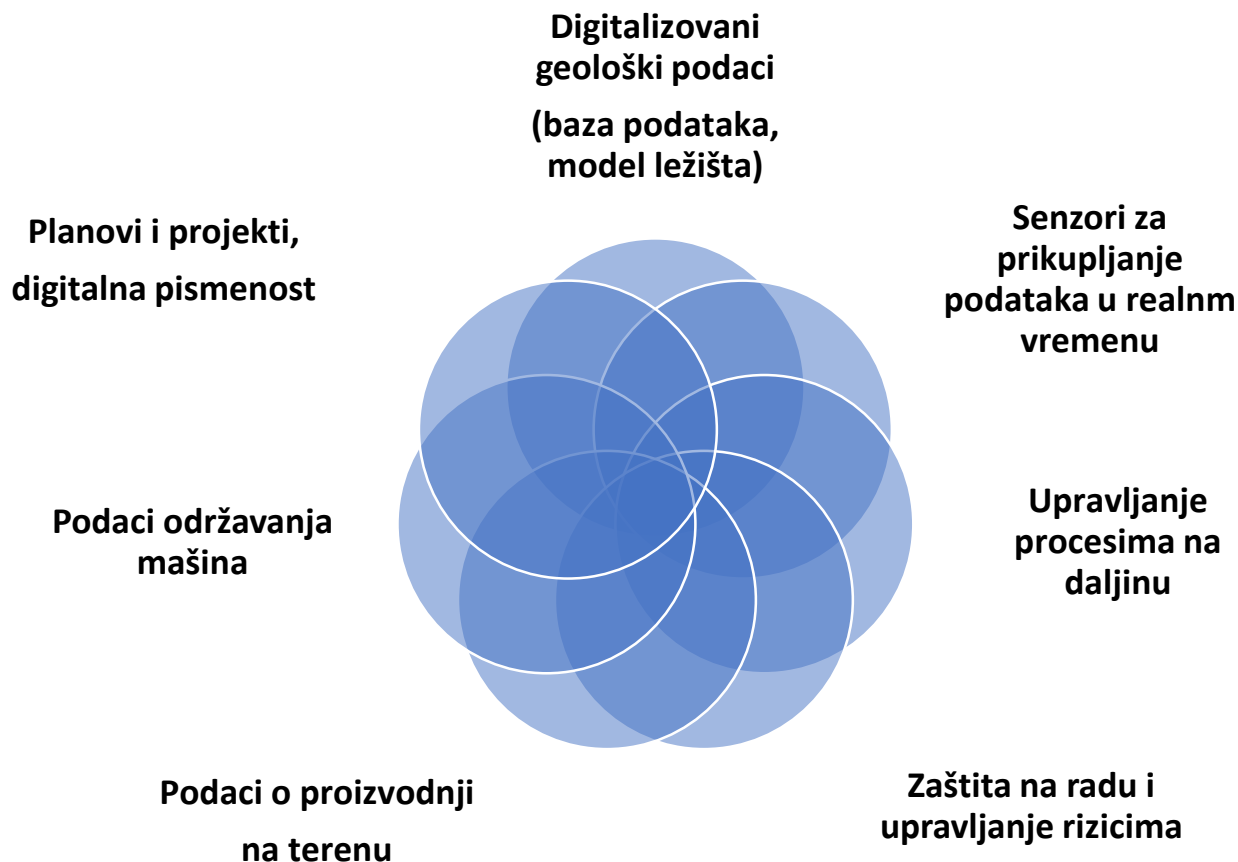 Digitalizovani
geološki podaci
(baza podataka,
model ležišta)
Senzori za
prikupljanje
podataka u realnm
vremenu
Upravljanje
procesima na
daljinu
Zaštita na radu i
upravljanje rizicima
Podaci o proizvodnji
na terenu
Podaci održavanja
mašina
Planovi i projekti,
digitalna pismenost